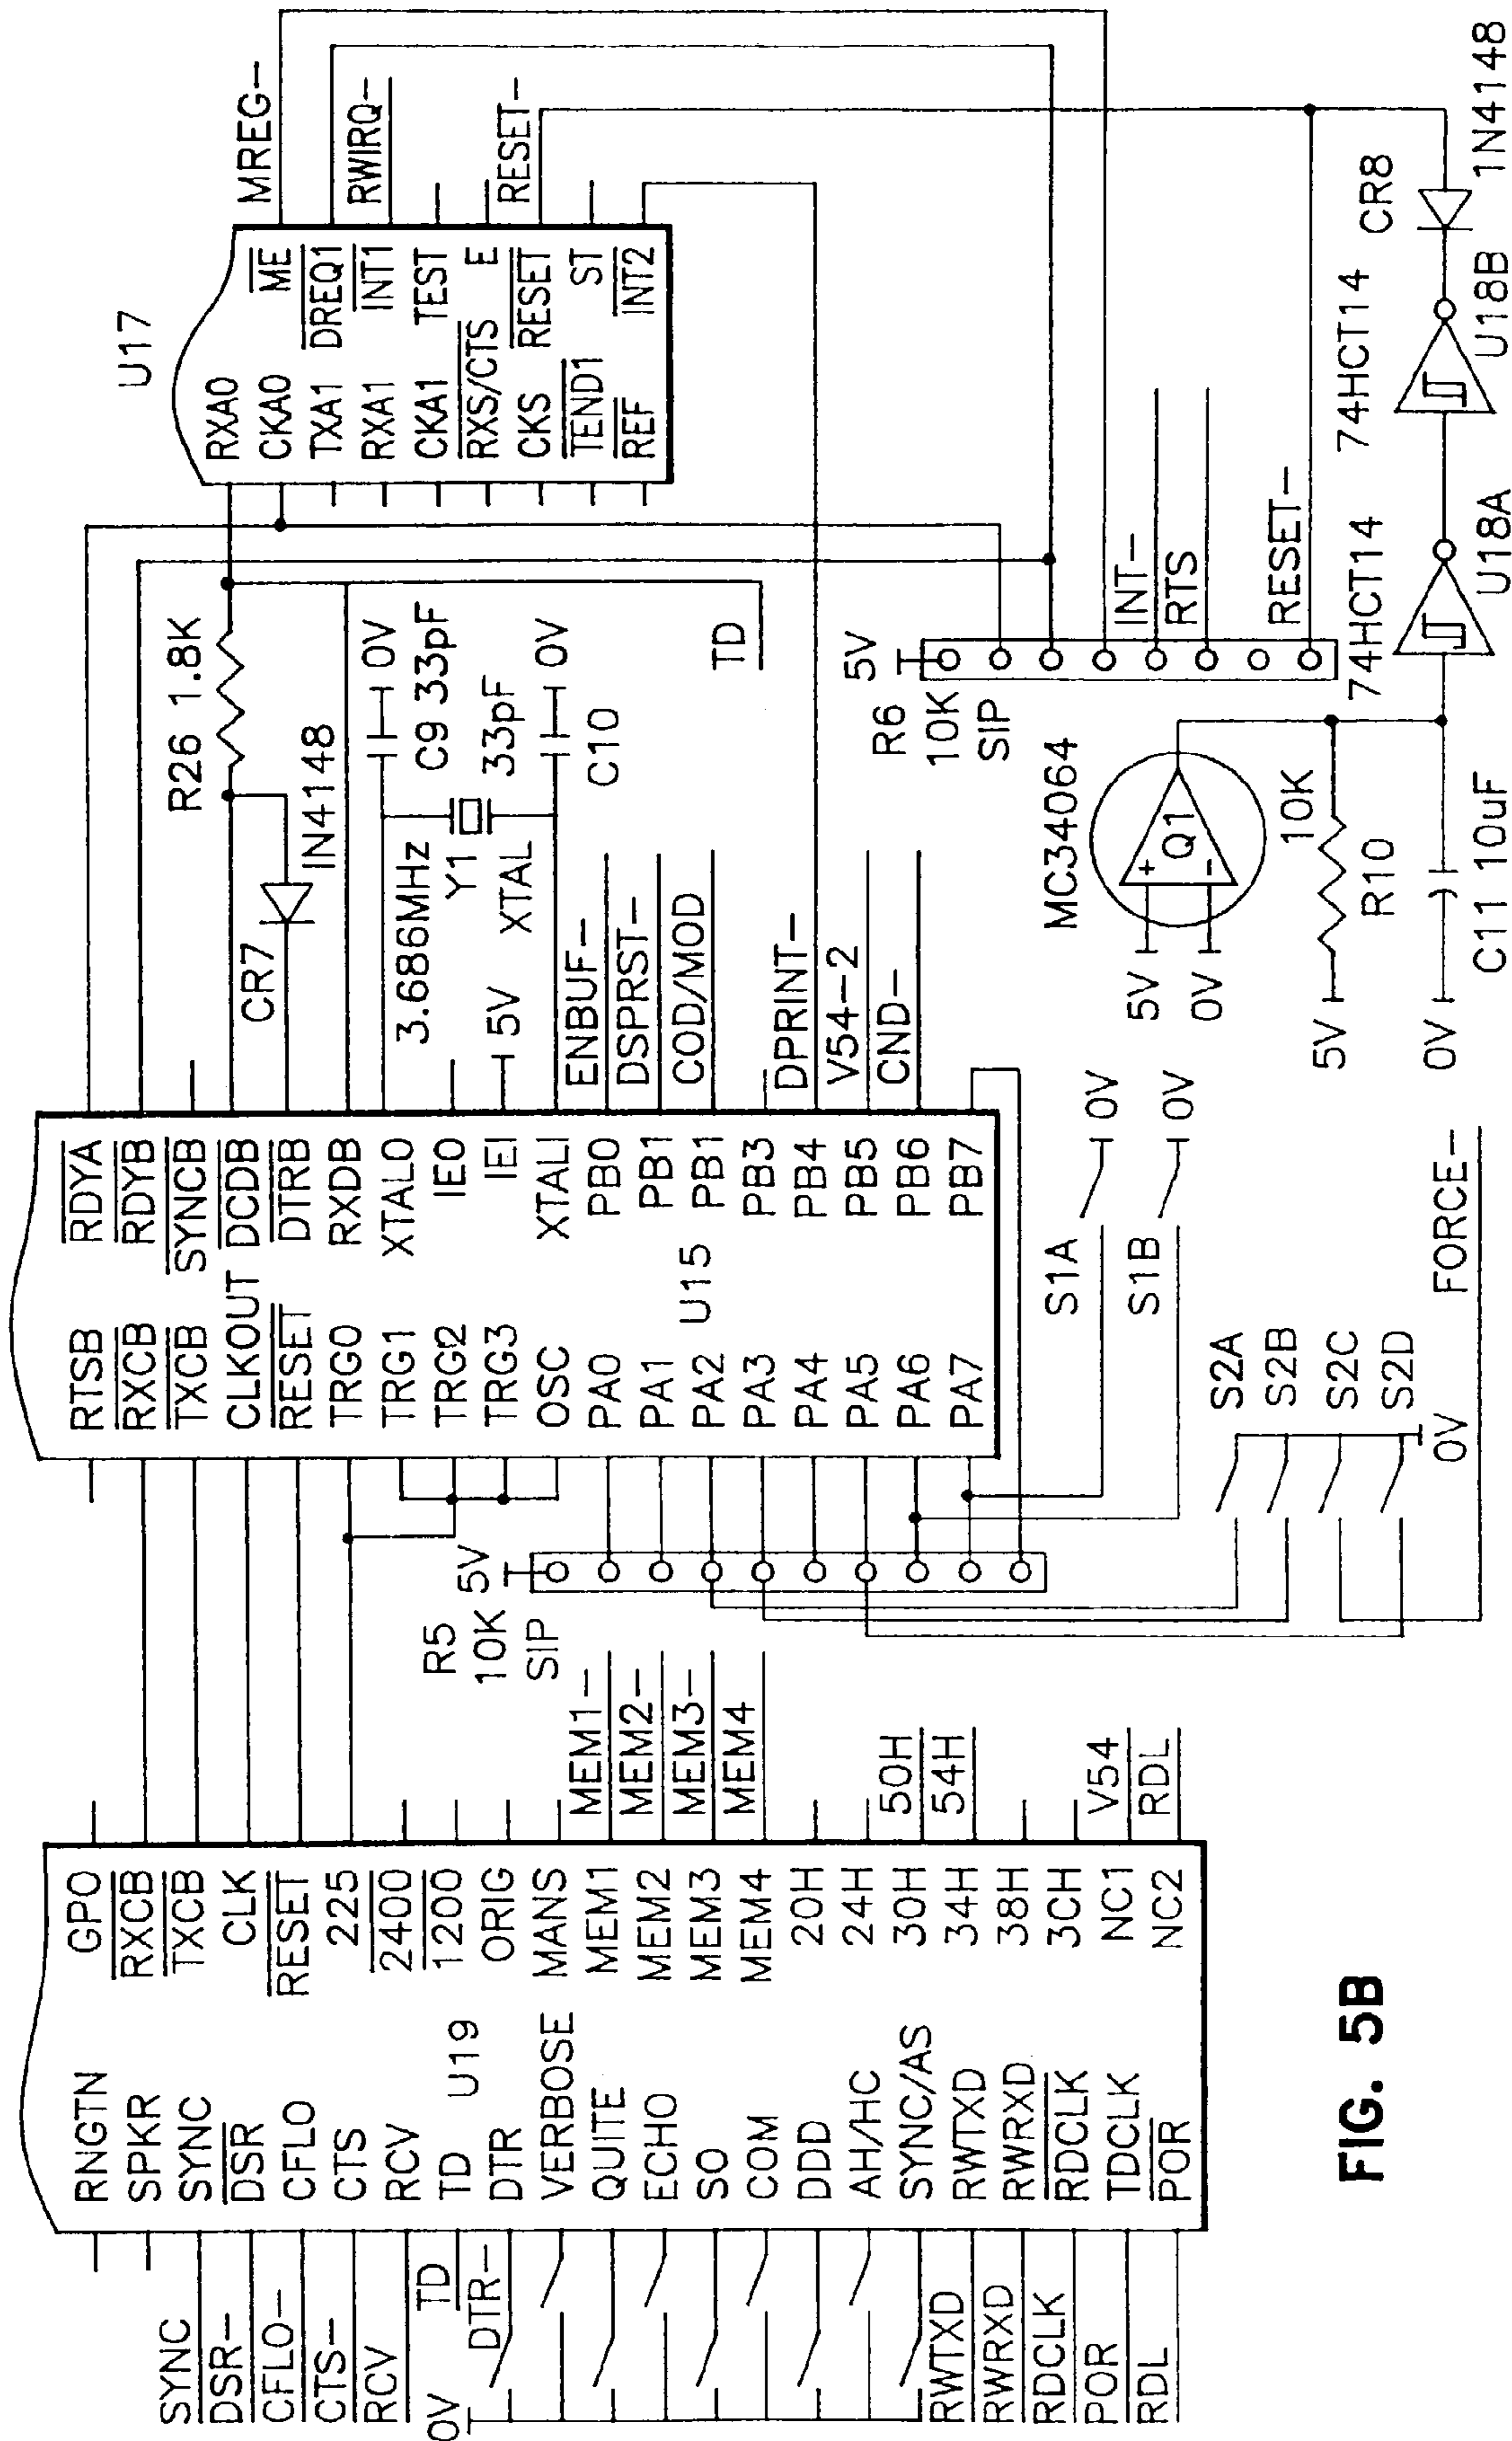 RNGTN
SPKR
SYNC
DSR
CFLO
CTS
RCV
TD
DTR
VERBOSE
QUITE
ECHO
SO
COM
DDD
AH/HC
SYNC/AS
RWTXD
RWRXD
RDCLK
TDCLK
POR
U19
GPO
RXCB
TXCB
CLK
RESET
225
2400
1200
ORIG
MANS
MEM1
MEM2
MEM3
MEM4
20H
24H
30H
34H
38H
3CH
NC1
NC2
SYNC
DSR-
CFLO-
CTS-
RCV
TD
DTR-
0V
RWTXD
RWRXD
RDCLK
POR
RDL
MEM1-
MEM2-
MEM3-
MEM4
50H
54H
V54
RDL
R5
10K
SIP
5V
RTSB
RXCB
TXCB
CLKOUT
RESET
TRG0
TRG1
TRG2
TRG3
OSC
PA0
PA1
PA2
PA3
PA4
PA5
PA6
PA7
U15
RDYA
RDYB
SYNCB
DCDB
DTRB
RXDB
XTALO
IEO
IEI
XTALI
PB0
PB1
PB1
PB3
PB4
PB5
PB6
PB7
S2A
S2B
S2C
S2D
0V
FORCE-
S1A
0V
S1B
0V
CR7
IN4148
R26 1.8K
3.686MHz
Y1
XTAL
5V
0V
C9 33pF
33pF
0V
C10
ENBUF-
DSPRST-
COD/MOD
DPRINT-
V54-2
CND-
TD
U17
RXA0
CKA0
TXA1
RXA1
CKA1
RXS/CTS
CKS
TEND1
REF
ME
DREQ1
INT1
TEST
E
RESET
ST
INT2
MREG-
RWIRQ-
RESET-
R6
10K
SIP
5V
INT-
RTS
RESET-
MC34064
Q1
+
-
5V
0V
10K
5V
R10
0V
C11 10uF
74HCT14
U18A
74HCT14
U18B
CR8
1N4148
FIG. 5B